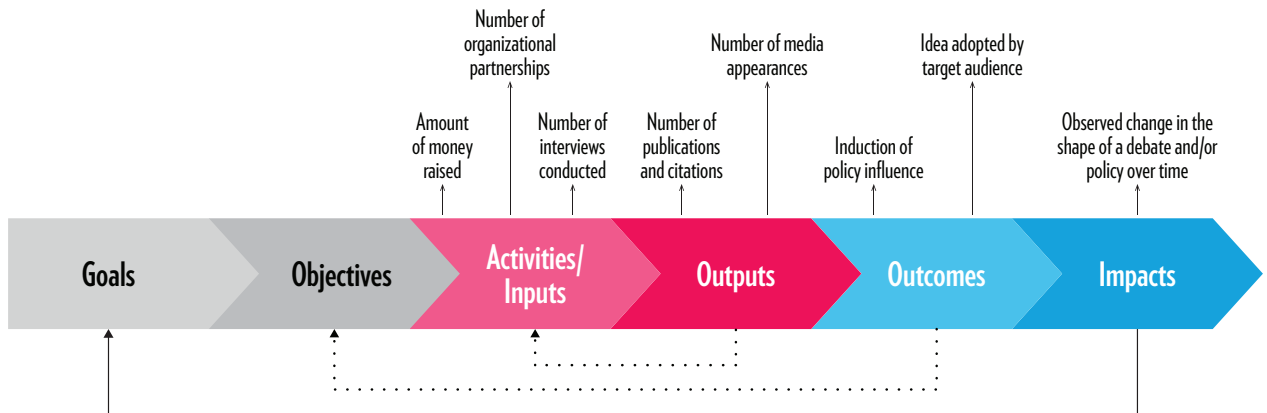 Number of
organizational
partnerships
Number of media
appearances
Idea adopted by
target audience
Amount
of money
raised
Number of
interviews
conducted
Number of
publications
and citations
Induction of
policy influence
Observed change in the
shape of a debate and/or
policy over time
Goals
Objectives
Activities/
Inputs
Outputs
Outcomes
Impacts